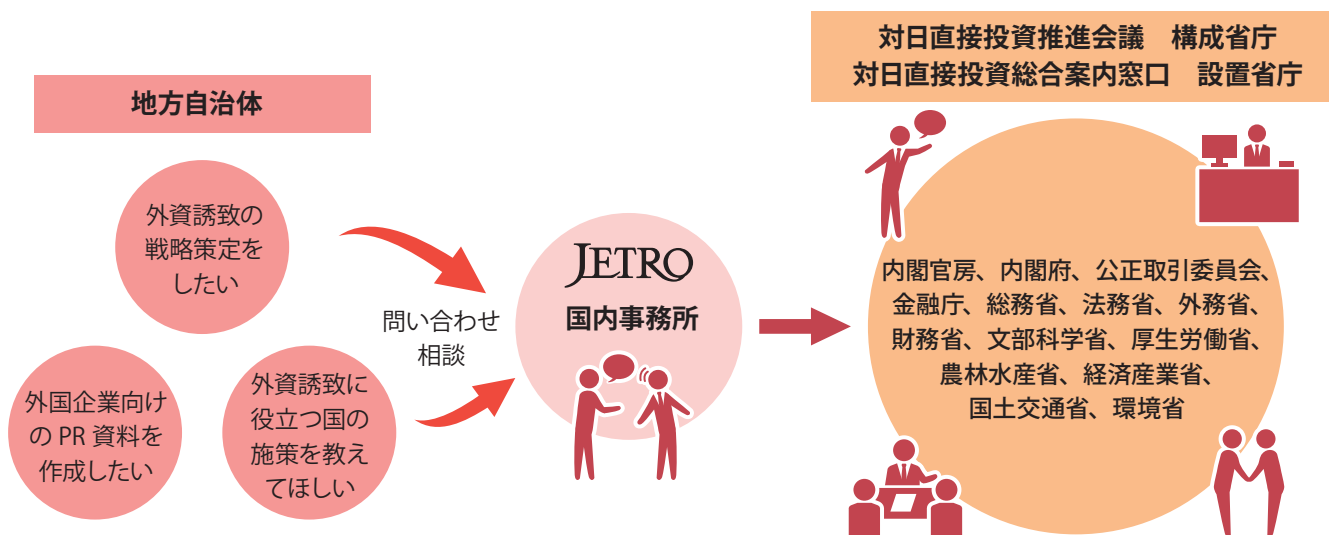 地方自治体
外資誘致の
戦略策定を
したい
外国企業向け
の PR 資料を
作成したい
外資誘致に
役立つ国の
施策を教え
てほしい
問い合わせ
相談
JETRO
国内事務所
対日直接投資推進会議　構成省庁
対日直接投資総合案内窓口　設置省庁
内閣官房、内閣府、公正取引委員会、
金融庁、総務省、法務省、外務省、
財務省、文部科学省、厚生労働省、
農林水産省、経済産業省、
国土交通省、環境省